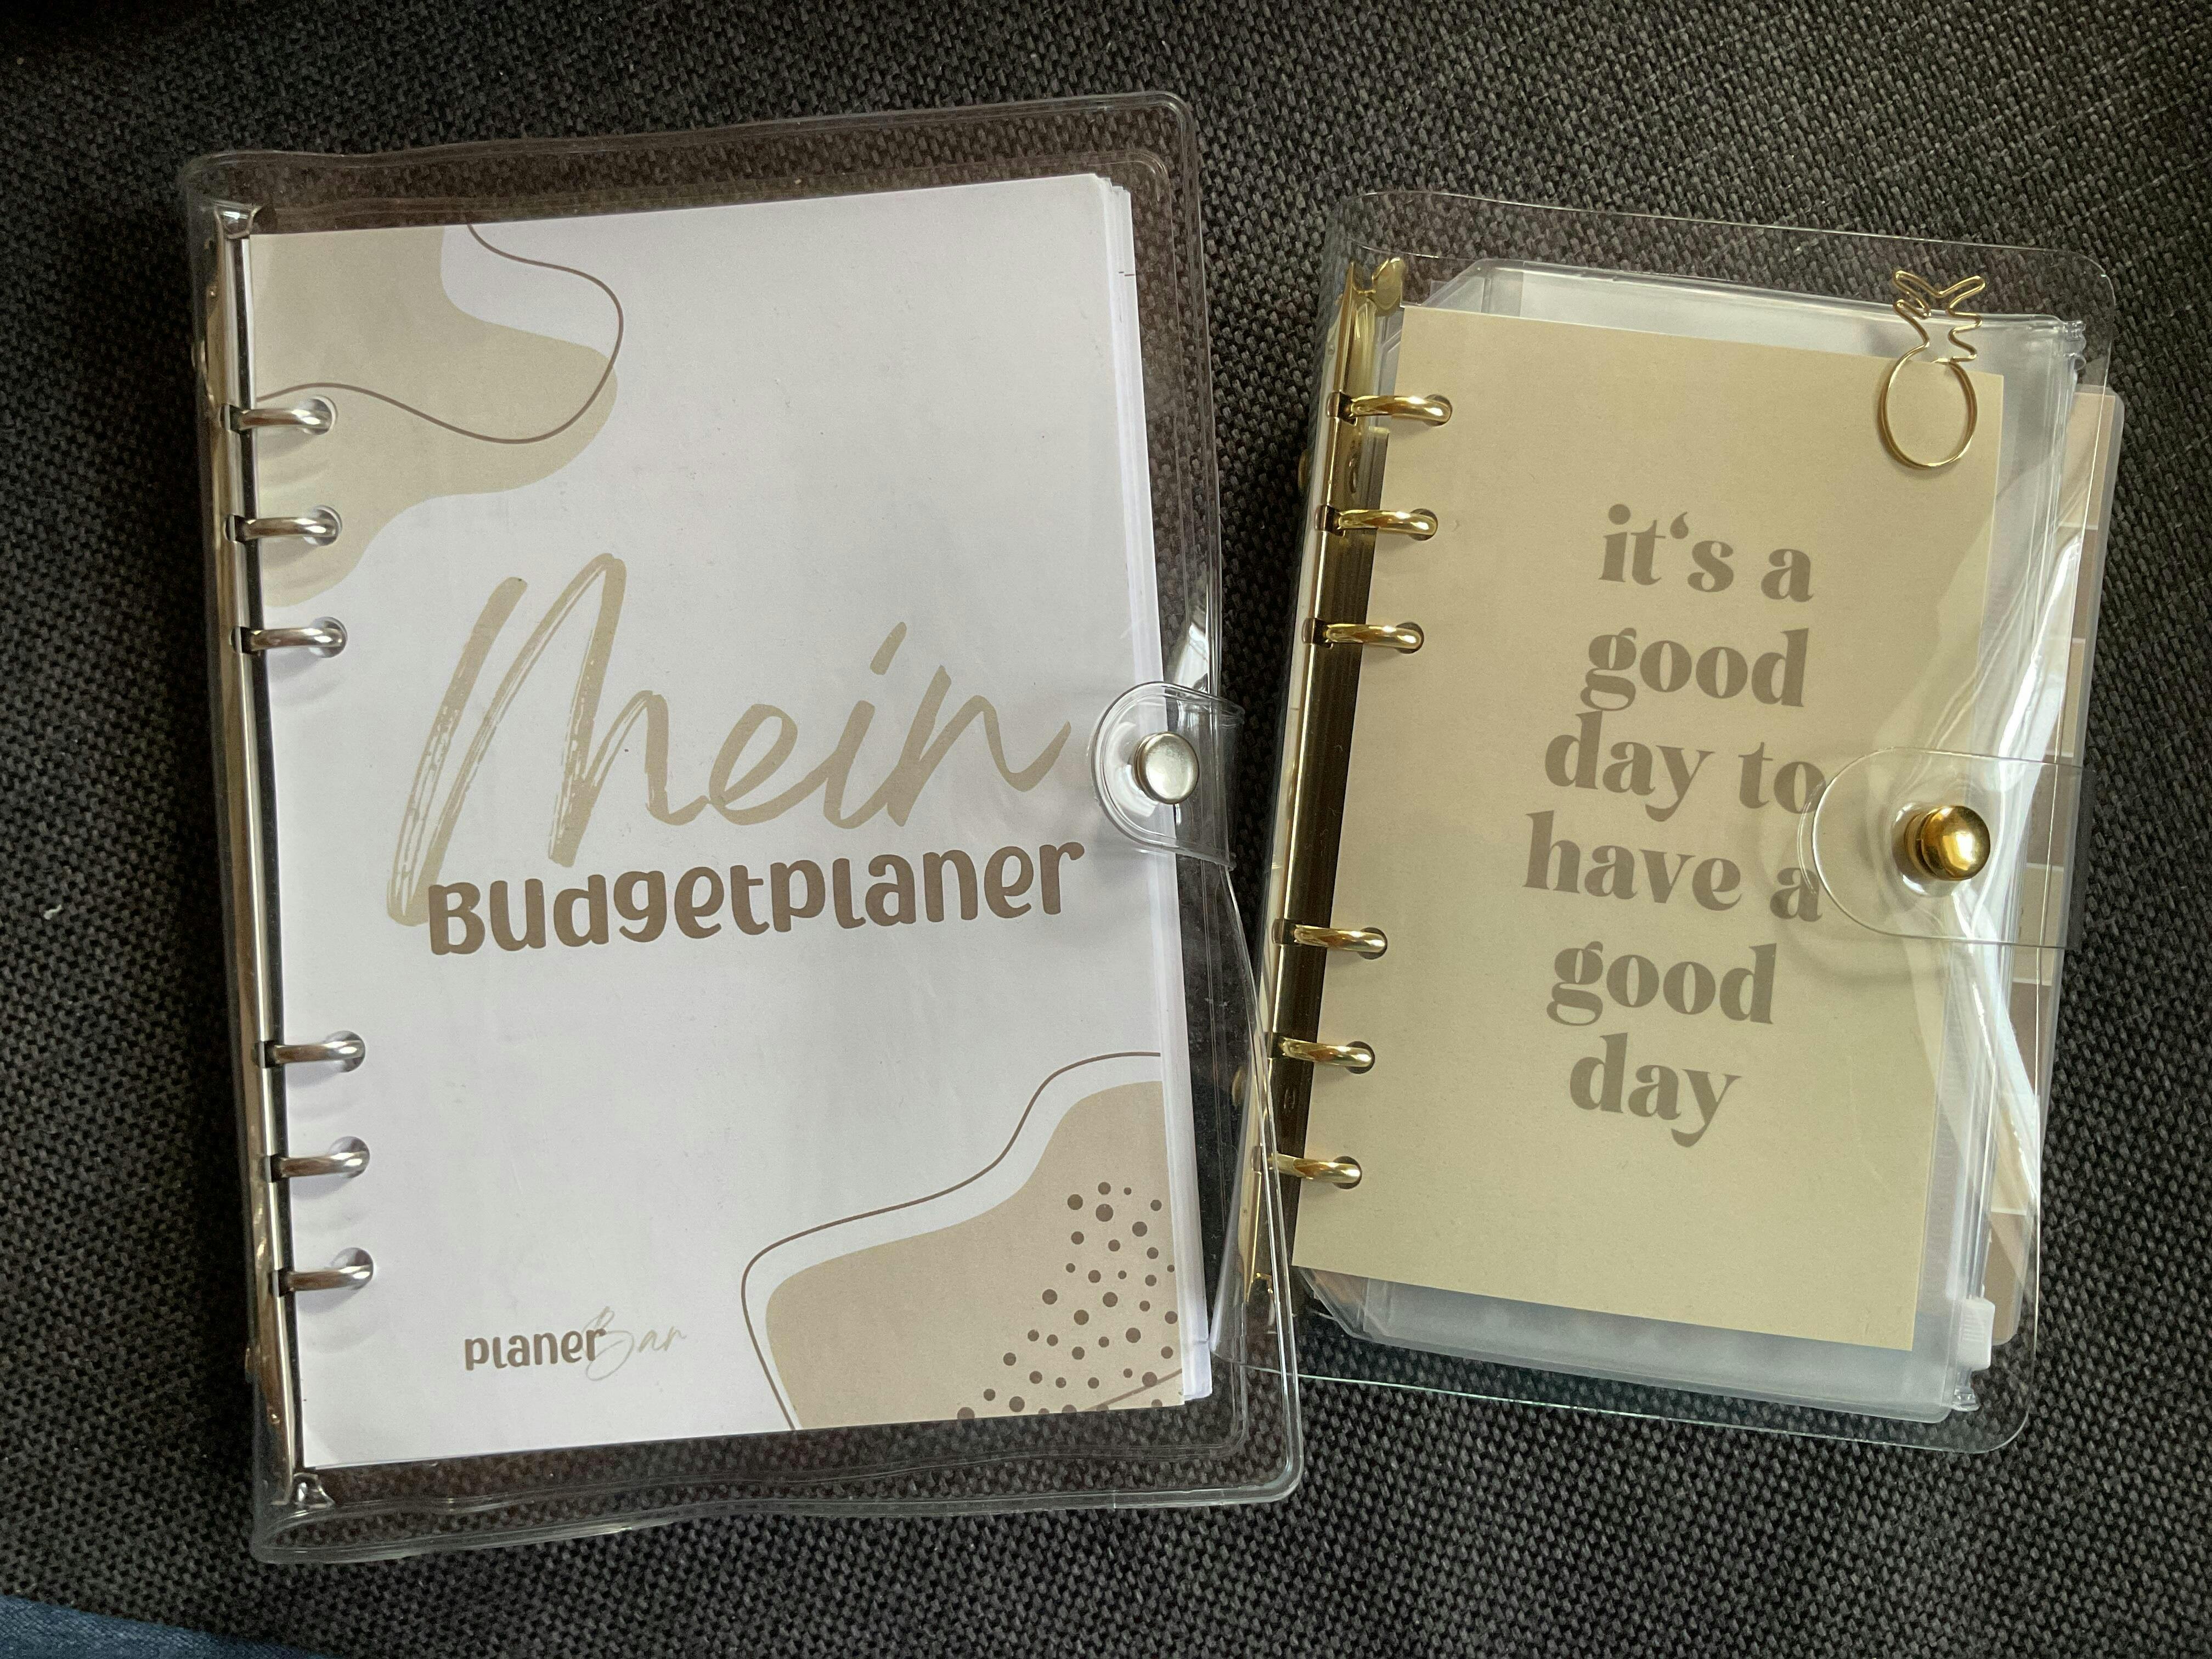 Mein
Budgetplaner
planerBar
it‘s a
good
day to
have a
good
day